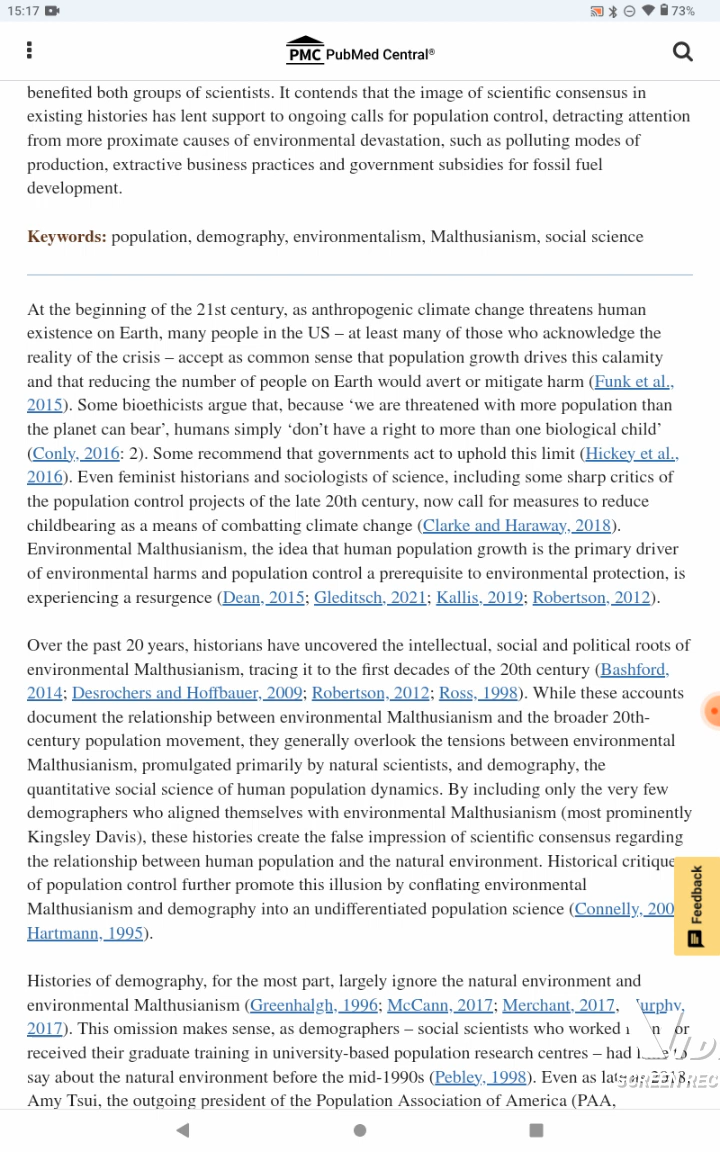 15:17
73%
PMC PubMed Central®
benefited both groups of scientists. It contends that the image of scientific consensus in
existing histories has lent support to ongoing calls for population control, detracting attention
from more proximate causes of environmental devastation, such as polluting modes of
production, extractive business practices and government subsidies for fossil fuel
development.
Keywords: population, demography, environmentalism, Malthusianism, social science
At the beginning of the 21st century, as anthropogenic climate change threatens human
existence on Earth, many people in the US – at least many of those who acknowledge the
reality of the crisis – accept as common sense that population growth drives this calamity
and that reducing the number of people on Earth would avert or mitigate harm (Funk et al.,
2015). Some bioethicists argue that, because ‘we are threatened with more population than
the planet can bear’, humans simply ‘don’t have a right to more than one biological child’
(Conly, 2016: 2). Some recommend that governments act to uphold this limit (Hickey et al.,
2016). Even feminist historians and sociologists of science, including some sharp critics of
the population control projects of the late 20th century, now call for measures to reduce
childbearing as a means of combatting climate change (Clarke and Haraway, 2018).
Environmental Malthusianism, the idea that human population growth is the primary driver
of environmental harms and population control a prerequisite to environmental protection, is
experiencing a resurgence (Dean, 2015; Gleditsch, 2021; Kallis, 2019; Robertson, 2012).
Over the past 20 years, historians have uncovered the intellectual, social and political roots of
environmental Malthusianism, tracing it to the first decades of the 20th century (Bashford,
2014; Desrochers and Hoffbauer, 2009; Robertson, 2012; Ross, 1998). While these accounts
document the relationship between environmental Malthusianism and the broader 20th-
century population movement, they generally overlook the tensions between environmental
Malthusianism, promulgated primarily by natural scientists, and demography, the
quantitative social science of human population dynamics. By including only the very few
demographers who aligned themselves with environmental Malthusianism (most prominently
Kingsley Davis), these histories create the false impression of scientific consensus regarding
the relationship between human population and the natural environment. Historical critique
of population control further promote this illusion by conflating environmental
Malthusianism and demography into an undifferentiated population science (Connelly, 200
Hartmann, 1995).
Feedback
Histories of demography, for the most part, largely ignore the natural environment and
environmental Malthusianism (Greenhalgh, 1996; McCann, 2017; Merchant, 2017,
2017). This omission makes sense, as demographers – social scientists who worked
received their graduate training in university-based population research centres – had
say about the natural environment before the mid-1990s (Pebley, 1998). Even as
Amy Tsui, the outgoing president of the Population Association of America (PAA,